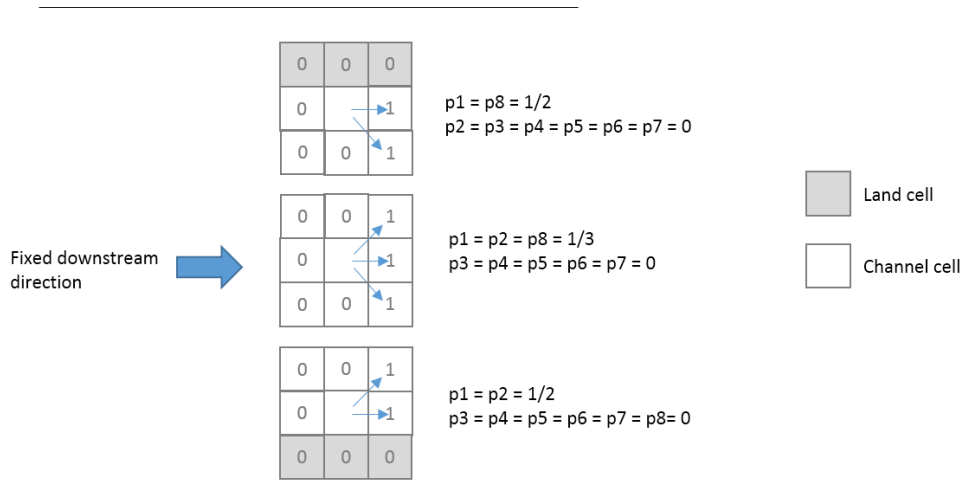 0 0 0
0 1
0 0 1
p1 = p8 = 1/2
p2 = p3 = p4 = p5 = p6 = p7 = 0
0 0 1
0 1
0 0 1
p1 = p2 = p8 = 1/3
p3 = p4 = p5 = p6 = p7 = 0
0 0 1
0 1
0 0 0
p1 = p2 = 1/2
p3 = p4 = p5 = p6 = p7 = p8= 0
Fixed downstream
direction
Land cell
Channel cell